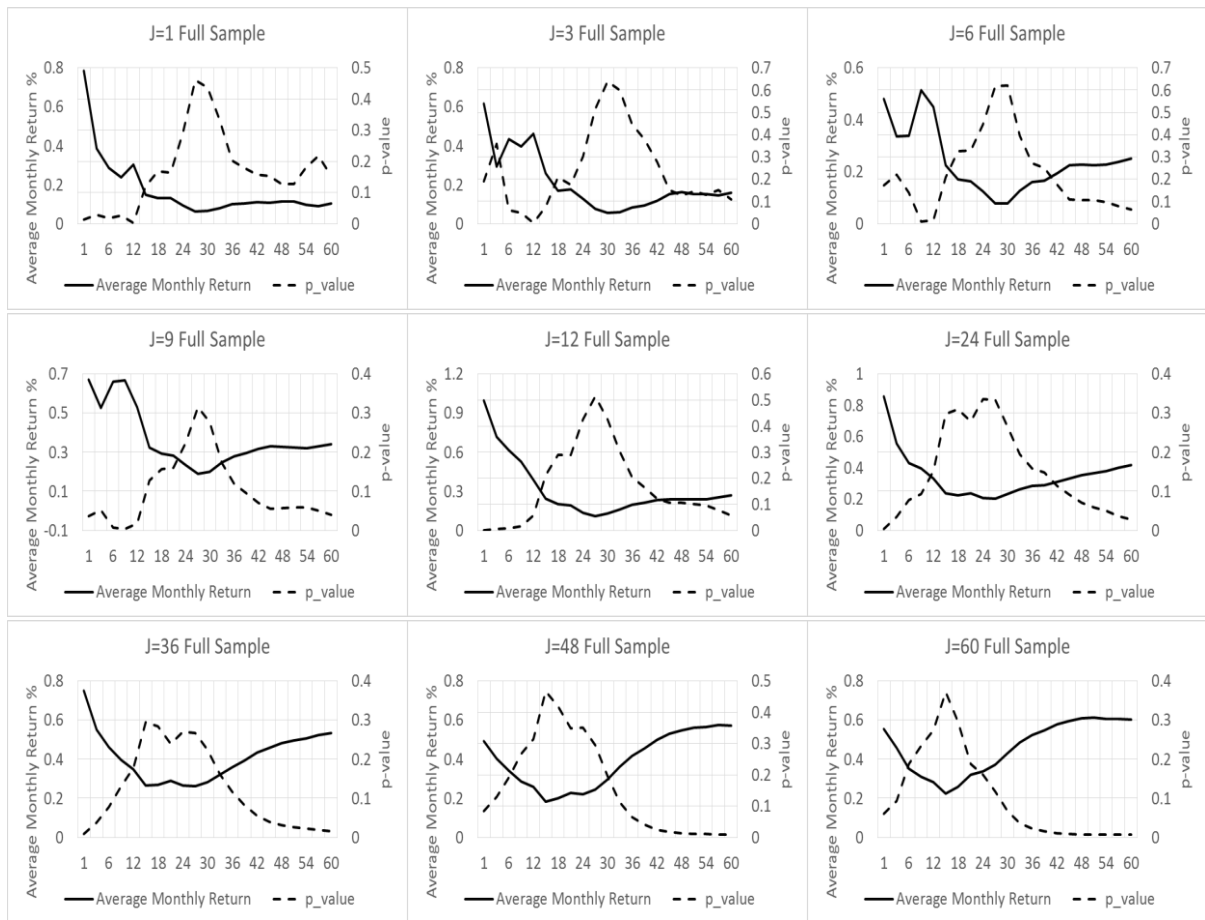 J=1 Full Sample
Average Monthly Return %
0.8
0.6
0.4
0.2
0
0.5
0.4
0.3
0.2
0.1
0
p-value
1 6 12 18 24 30 36 42 48 54 60
Average Monthly Return p_value
J=3 Full Sample
Average Monthly Return %
0.8
0.6
0.4
0.2
0
0.7
0.6
0.5
0.4
0.3
0.2
0.1
0
p-value
1 6 12 18 24 30 36 42 48 54 60
Average Monthly Return p_value
J=6 Full Sample
Average Monthly Return %
0.6
0.4
0.2
0
0.7
0.6
0.5
0.4
0.3
0.2
0.1
0
p-value
1 6 12 18 24 30 36 42 48 54 60
Average Monthly Return p_value
J=9 Full Sample
Average Monthly Return %
0.7
0.5
0.3
0.1
-0.1
0.4
0.3
0.2
0.1
0
p-value
1 6 12 18 24 30 36 42 48 54 60
Average Monthly Return p_value
J=12 Full Sample
Average Monthly Return %
1.2
0.9
0.6
0.3
0
0.6
0.5
0.4
0.3
0.2
0.1
0
p-value
1 6 12 18 24 30 36 42 48 54 60
Average Monthly Return p_value
J=24 Full Sample
Average Monthly Return %
1
0.8
0.6
0.4
0.2
0
0.4
0.3
0.2
0.1
0
p-value
1 6 12 18 24 30 36 42 48 54 60
Average Monthly Return p_value
J=36 Full Sample
Average Monthly Return %
0.8
0.6
0.4
0.2
0
0.4
0.3
0.2
0.1
0
p-value
1 6 12 18 24 30 36 42 48 54 60
Average Monthly Return p_value
J=48 Full Sample
Average Monthly Return %
0.8
0.6
0.4
0.2
0
0.5
0.4
0.3
0.2
0.1
0
p-value
1 6 12 18 24 30 36 42 48 54 60
Average Monthly Return p_value
J=60 Full Sample
Average Monthly Return %
0.8
0.6
0.4
0.2
0
0.4
0.3
0.2
0.1
0
p-value
1 6 12 18 24 30 36 42 48 54 60
Average Monthly Return p_value